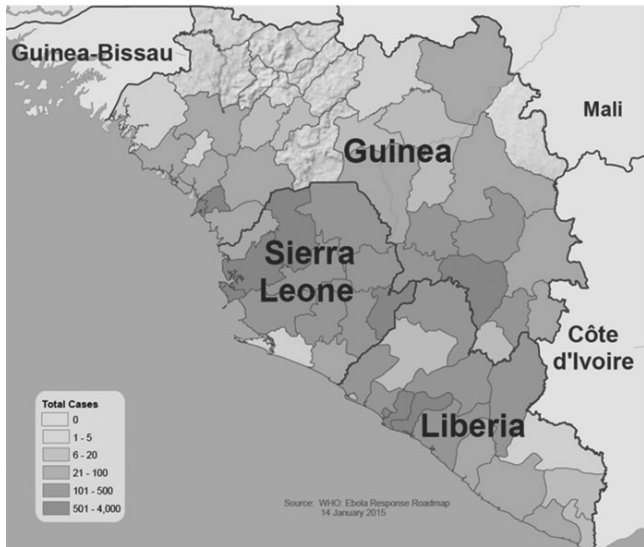 Guinea-Bissau
Mali
Guinea
Sierra
Leone
Côte
d'Ivoire
Liberia
Total Cases
0
1 - 5
6 - 20
21 - 100
101 - 500
501 - 4,000
Source: WHO: Ebola Response Roadmap
14 January 2015